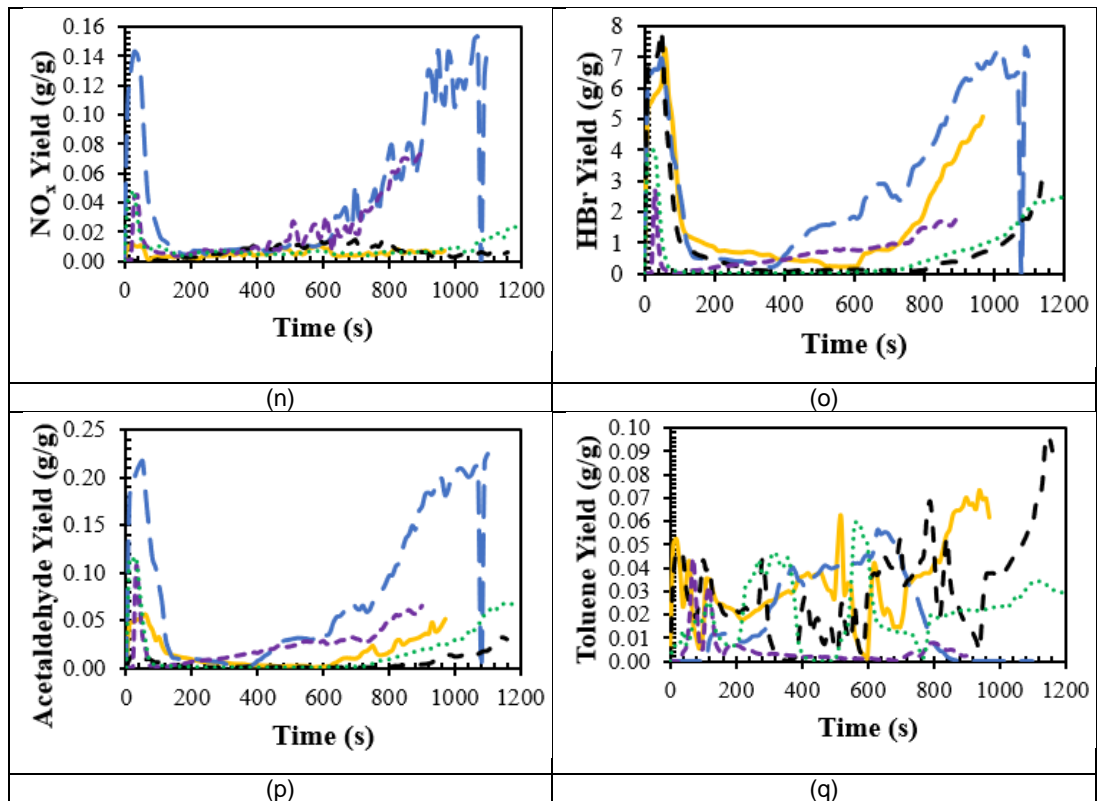 NOx Yield (g/g)
0.16
0.14
0.12
0.10
0.08
0.06
0.04
0.02
0.00
0 200 400 600 800 1000 1200
Time (s)
HBr Yield (g/g)
8
7
6
5
4
3
2
1
0
0 200 400 600 800 1000 1200
Time (s)
(n) (o)
Acetaldehyde Yield (g/g)
0.25
0.20
0.15
0.10
0.05
0.00
0 200 400 600 800 1000 1200
Time (s)
Toluene Yield (g/g)
0.10
0.09
0.08
0.07
0.06
0.05
0.04
0.03
0.02
0.01
0.00
0 200 400 600 800 1000 1200
Time (s)
(p) (q)